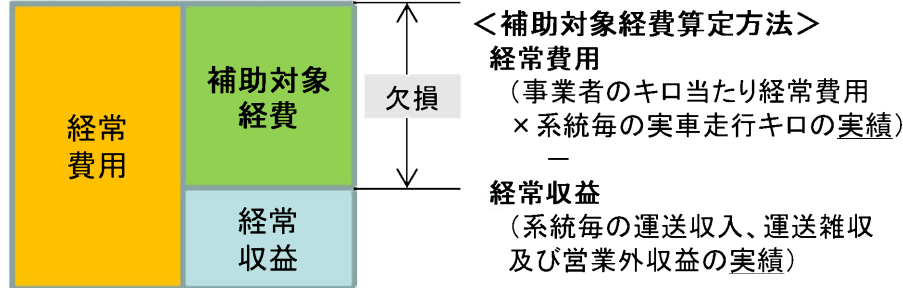 経常
費用
補助対象
経費
経常
収益
欠損
＜補助対象経費算定方法＞
経常費用
（事業者のキロ当たり経常費用
×系統毎の実車走行キロの実績）
－
経常収益
（系統毎の運送収入、運送雑収
及び営業外収益の実績）